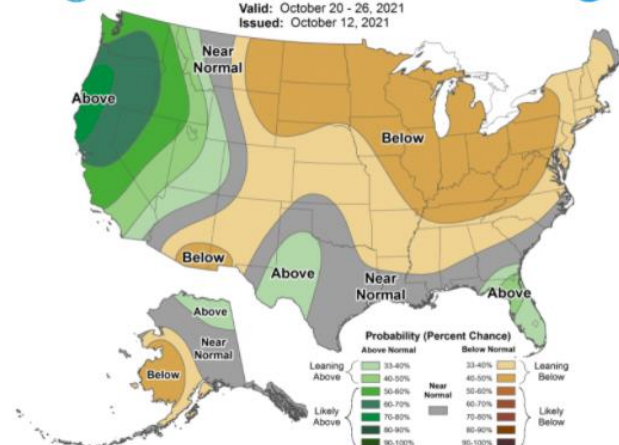 Valid: October 20 - 26, 2021
Issued: October 12, 2021
Near
Normal
Above
Below
Below
Above
Near
Normal
Above
Above
Near
Normal
Below
Probability (Percent Chance)
Above Normal
Below Normal
Leaning
Above
33-40%
40-50%
Likely
Above
50-60%
60-70%
70-80%
80-90%
90-100%
Near
Normal
33-40%
40-50%
Leaning
Below
50-60%
60-70%
70-80%
80-90%
90-100%
Likely
Below